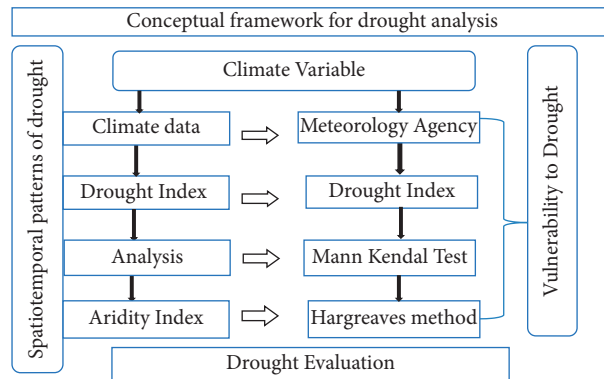 Conceptual framework for drought analysis
Spatiotemporal patterns of drought
Climate Variable
Climate data
Meteorology Agency
Drought Index
Drought Index
Analysis
Mann Kendal Test
Aridity Index
Hargreaves method
Vulnerability to Drought
Drought Evaluation